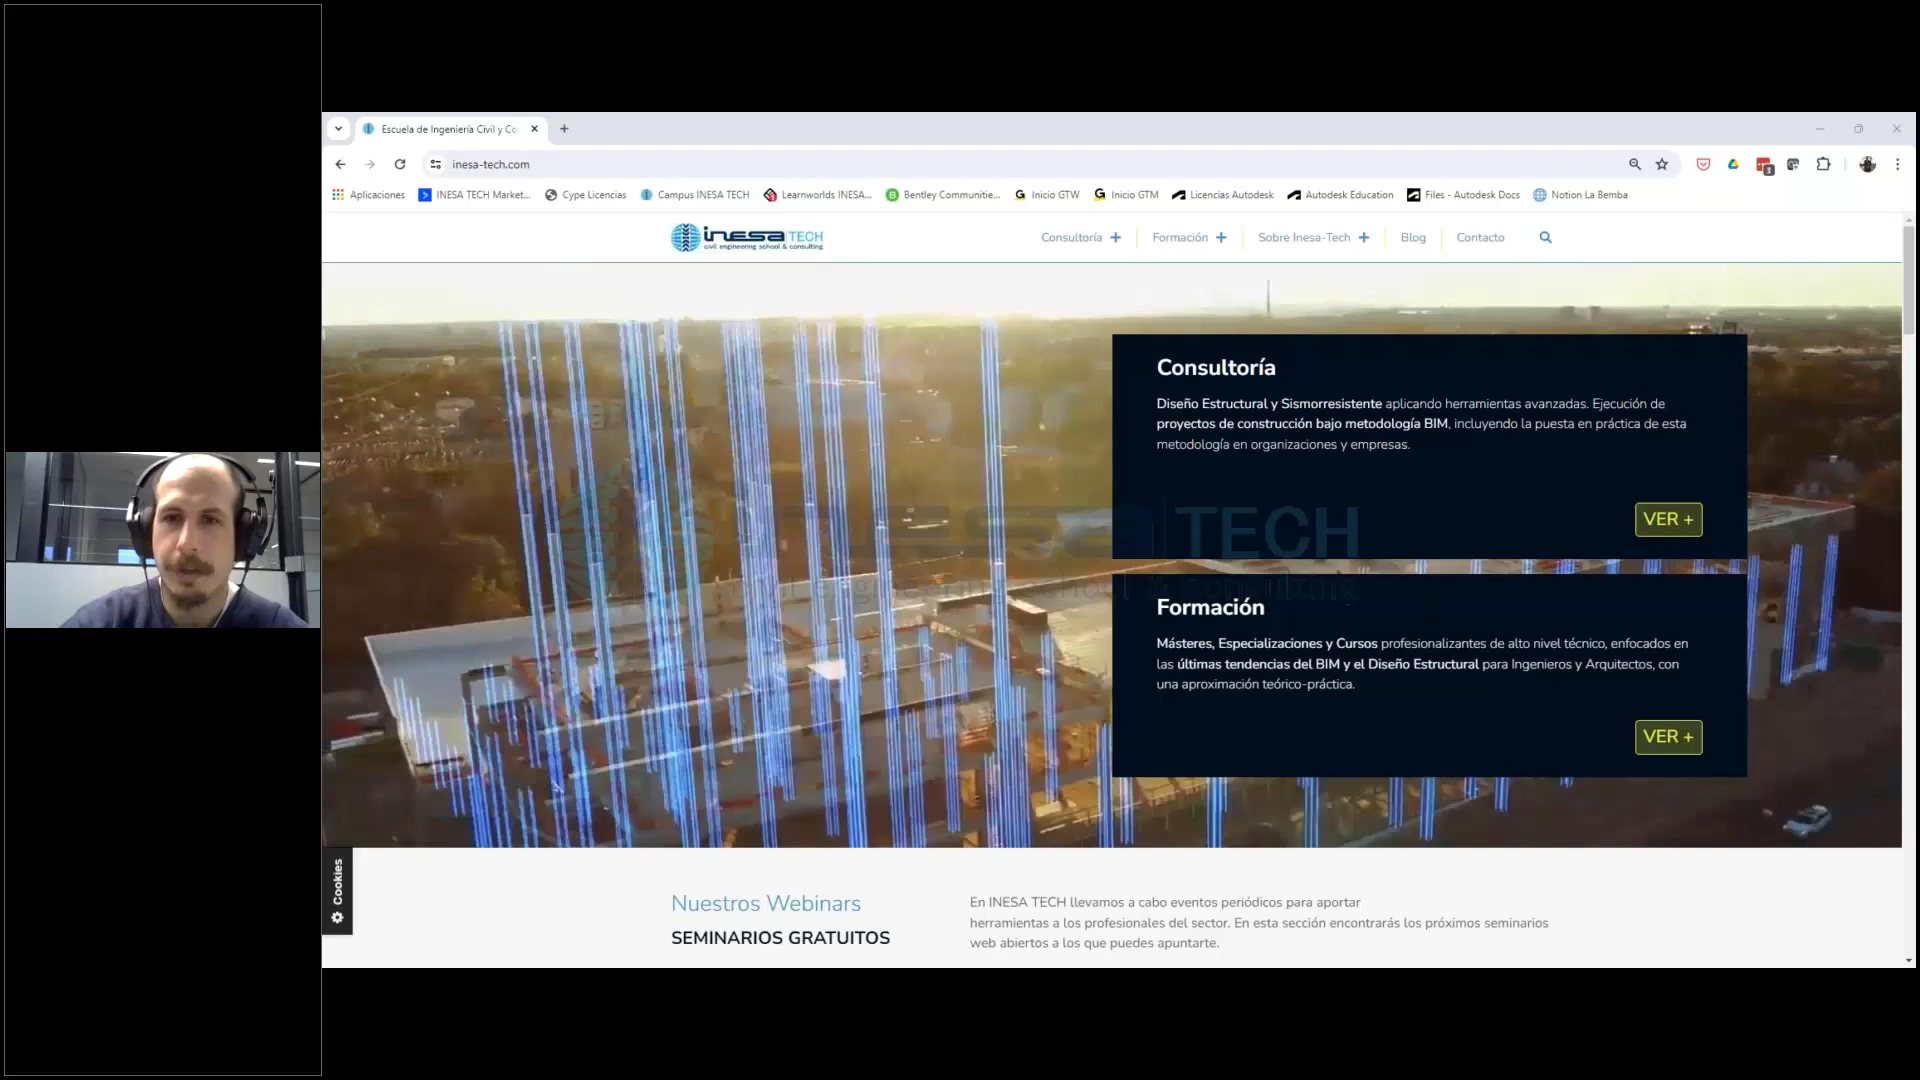 Escuela de Ingeniería Civil y Co
inesa-tech.com
3
Aplicaciones
INESA TECH Market...
Cype Licencias
Campus INESA TECH
Learnworlds INESA...
Bentley Communitie...
Inicio GTW
Inicio GTM
Licencias Autodesk
Autodesk Education
Files - Autodesk Docs
Notion La Bemba
inesa TECH
civil engineering school & consulting
Consultoría +
Formación +
Sobre Inesa-Tech +
Blog
Contacto
Consultoría
Diseño Estructural y Sismorresistente aplicando herramientas avanzadas. Ejecución de
proyectos de construcción bajo metodología BIM, incluyendo la puesta en práctica de esta
metodología en organizaciones y empresas.
VER +
inesa TECH
civil engineering school & consulting
Formación
Másteres, Especializaciones y Cursos profesionalizantes de alto nivel técnico, enfocados en
las últimas tendencias del BIM y el Diseño Estructural para Ingenieros y Arquitectos, con
una aproximación teórico-práctica.
VER +
Cookies
Nuestros Webinars
SEMINARIOS GRATUITOS
En INESA TECH llevamos a cabo eventos periódicos para aportar
herramientas a los profesionales del sector. En esta sección encontrarás los próximos seminarios
web abiertos a los que puedes apuntarte.